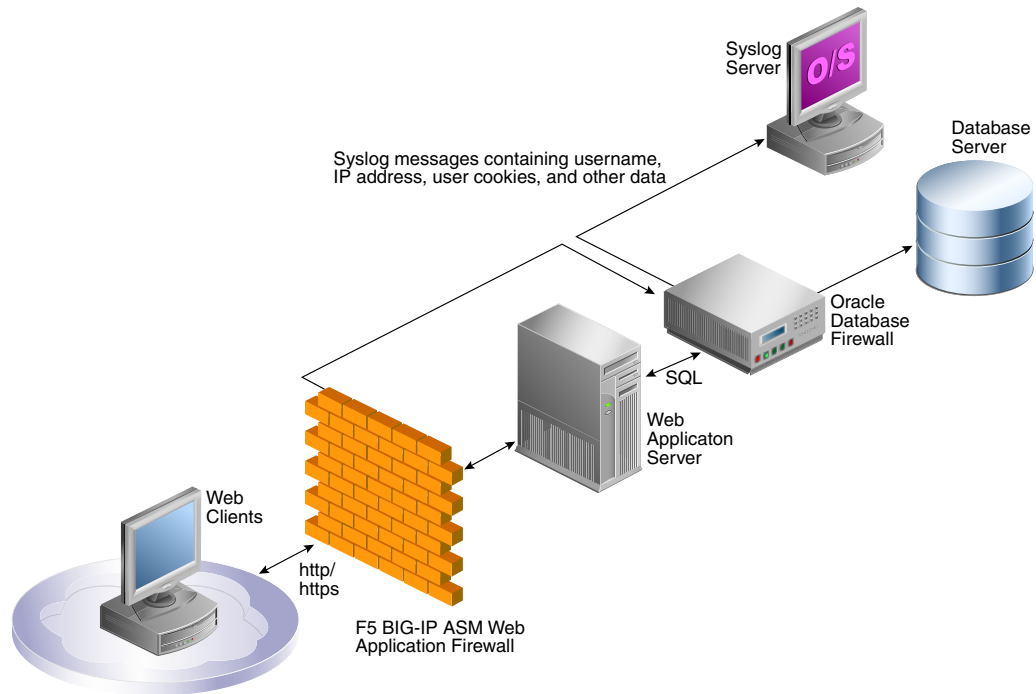 Syslog
Server
O/S
Database
Server
Syslog messages containing username,
IP address, user cookies, and other data
Oracle
Database
Firewall
SQL
Web
Applicaton
Server
Web
Clients
http/
https
F5 BIG-IP ASM Web
Application Firewall